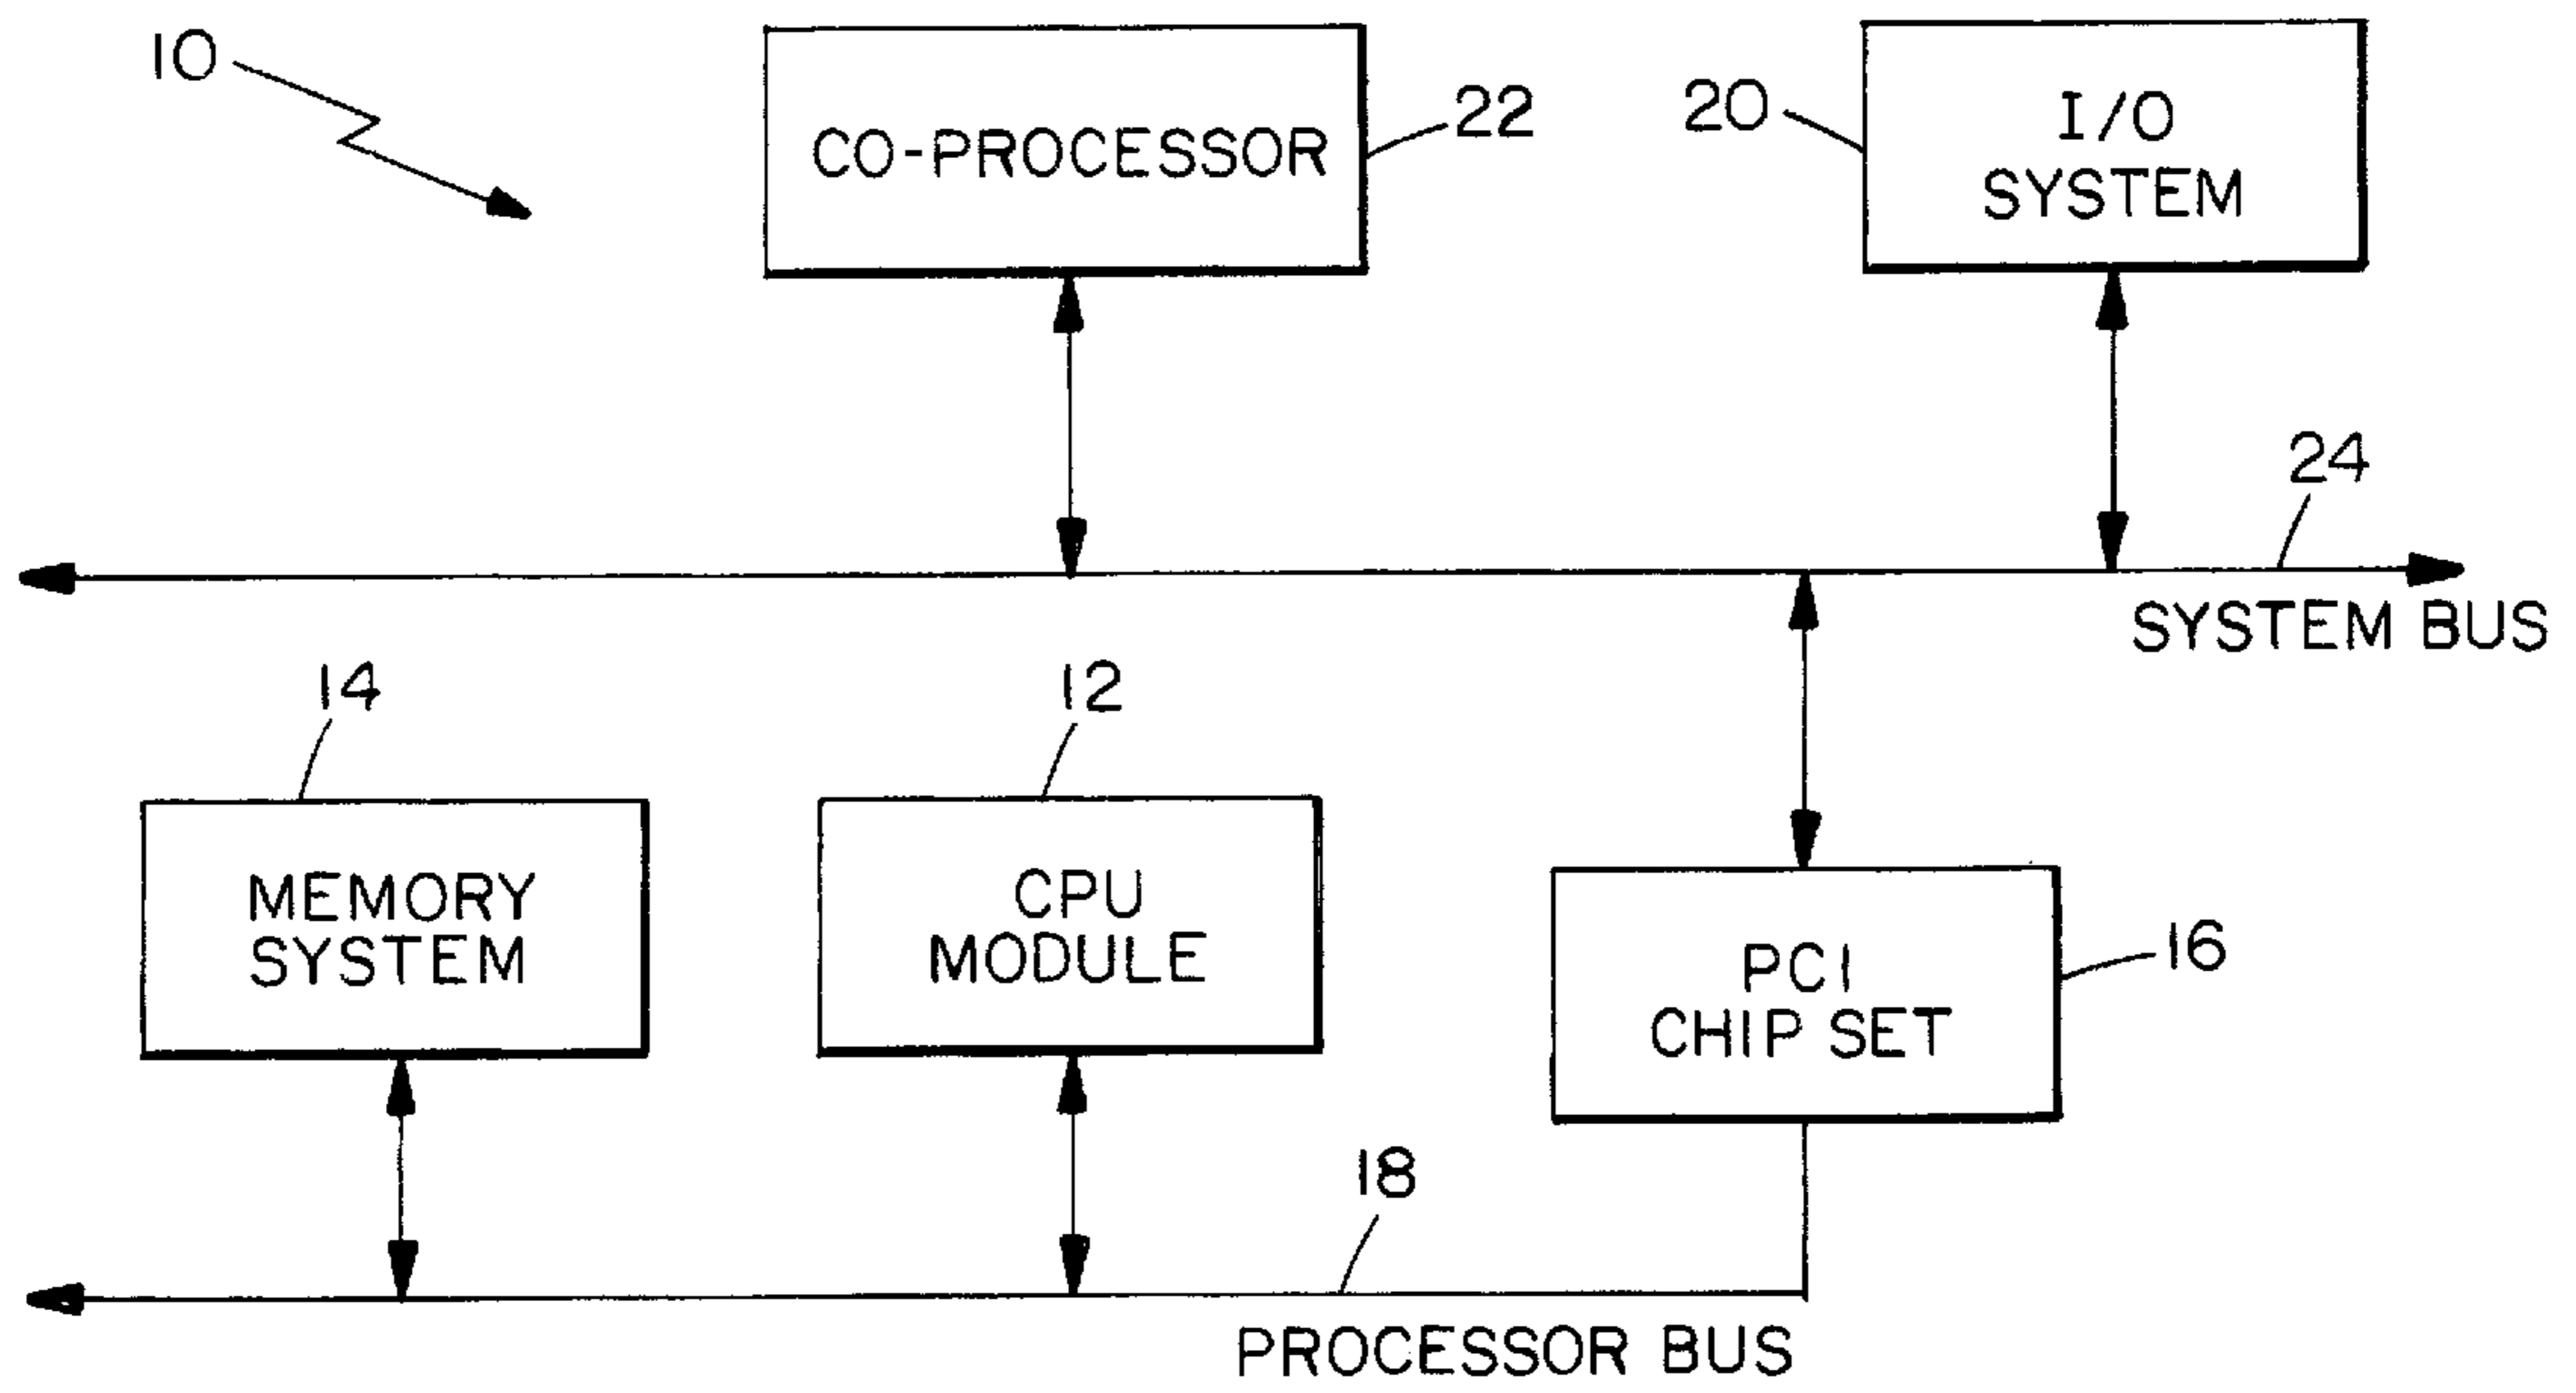 10
CO-PROCESSOR
22
20
I/O
SYSTEM
24
SYSTEM BUS
14
12
MEMORY
SYSTEM
CPU
MODULE
PCI
CHIP SET
16
18
PROCESSOR BUS